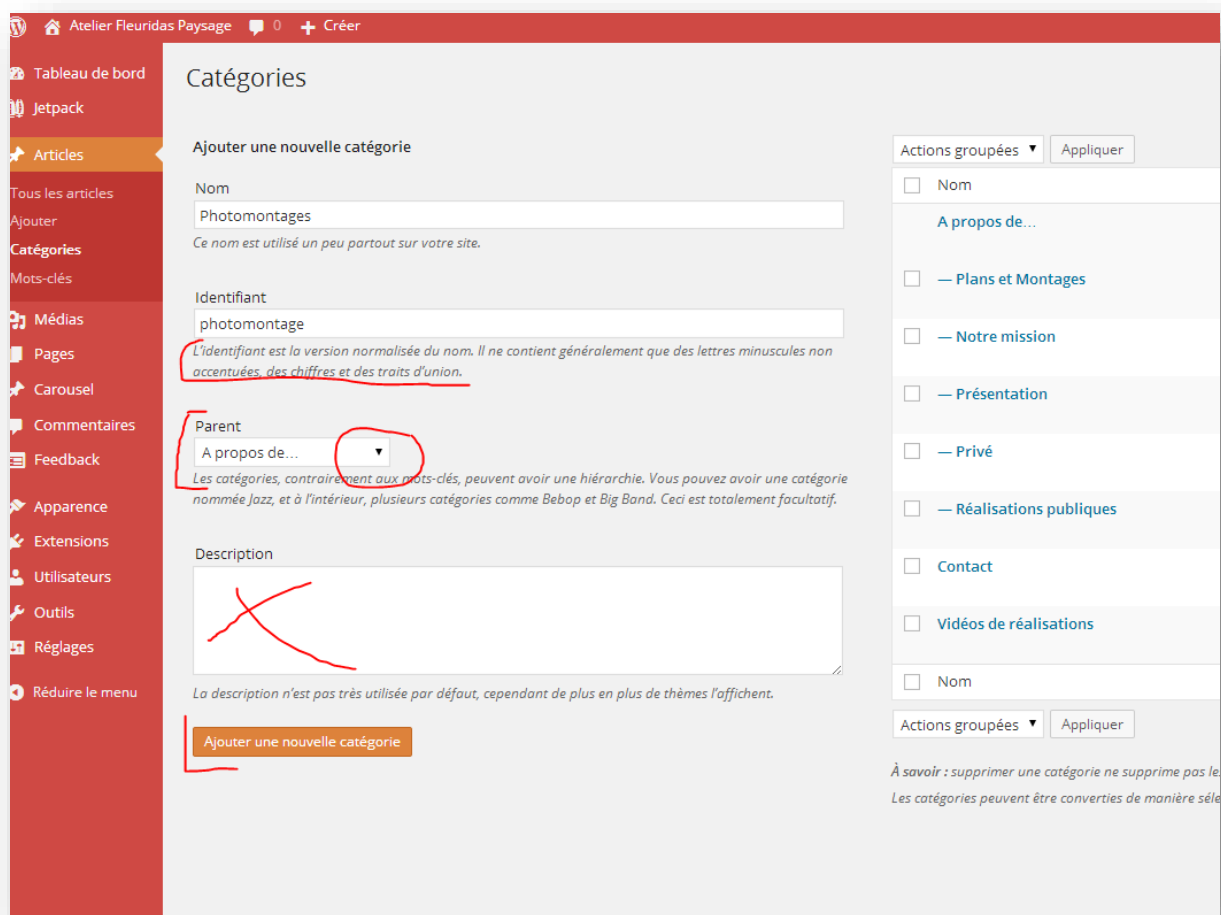 Atelier Fleuridas Paysage 0 + Créer
Tableau de bord
Jetpack
Articles
Tous les articles
Ajouter
Catégories
Mots-clés
Médias
Pages
Carousel
Commentaires
Feedback
Apparence
Extensions
Utilisateurs
Outils
Réglages
Réduire le menu
Catégories
Ajouter une nouvelle catégorie
Nom
Photomontages
Ce nom est utilisé un peu partout sur votre site.
Identifiant
photomontage
L'identifiant est la version normalisée du nom. Il ne contient généralement que des lettres minuscules non
accentuées, des chiffres et des traits d'union.
Parent
A propos de...
Les catégories, contrairement aux mots-clés, peuvent avoir une hiérarchie. Vous pouvez avoir une catégorie
nommée Jazz, et à l'intérieur, plusieurs catégories comme Bebop et Big Band. Ceci est totalement facultatif.
Description
La description n'est pas très utilisée par défaut, cependant de plus en plus de thèmes l'affichent.
Ajouter une nouvelle catégorie
Actions groupées Appliquer
Nom
A propos de...
— Plans et Montages
— Notre mission
— Présentation
— Privé
— Réalisations publiques
Contact
Vidéos de réalisations
Nom
Actions groupées Appliquer
À savoir : supprimer une catégorie ne supprime pas
Les catégories peuvent être converties de manière